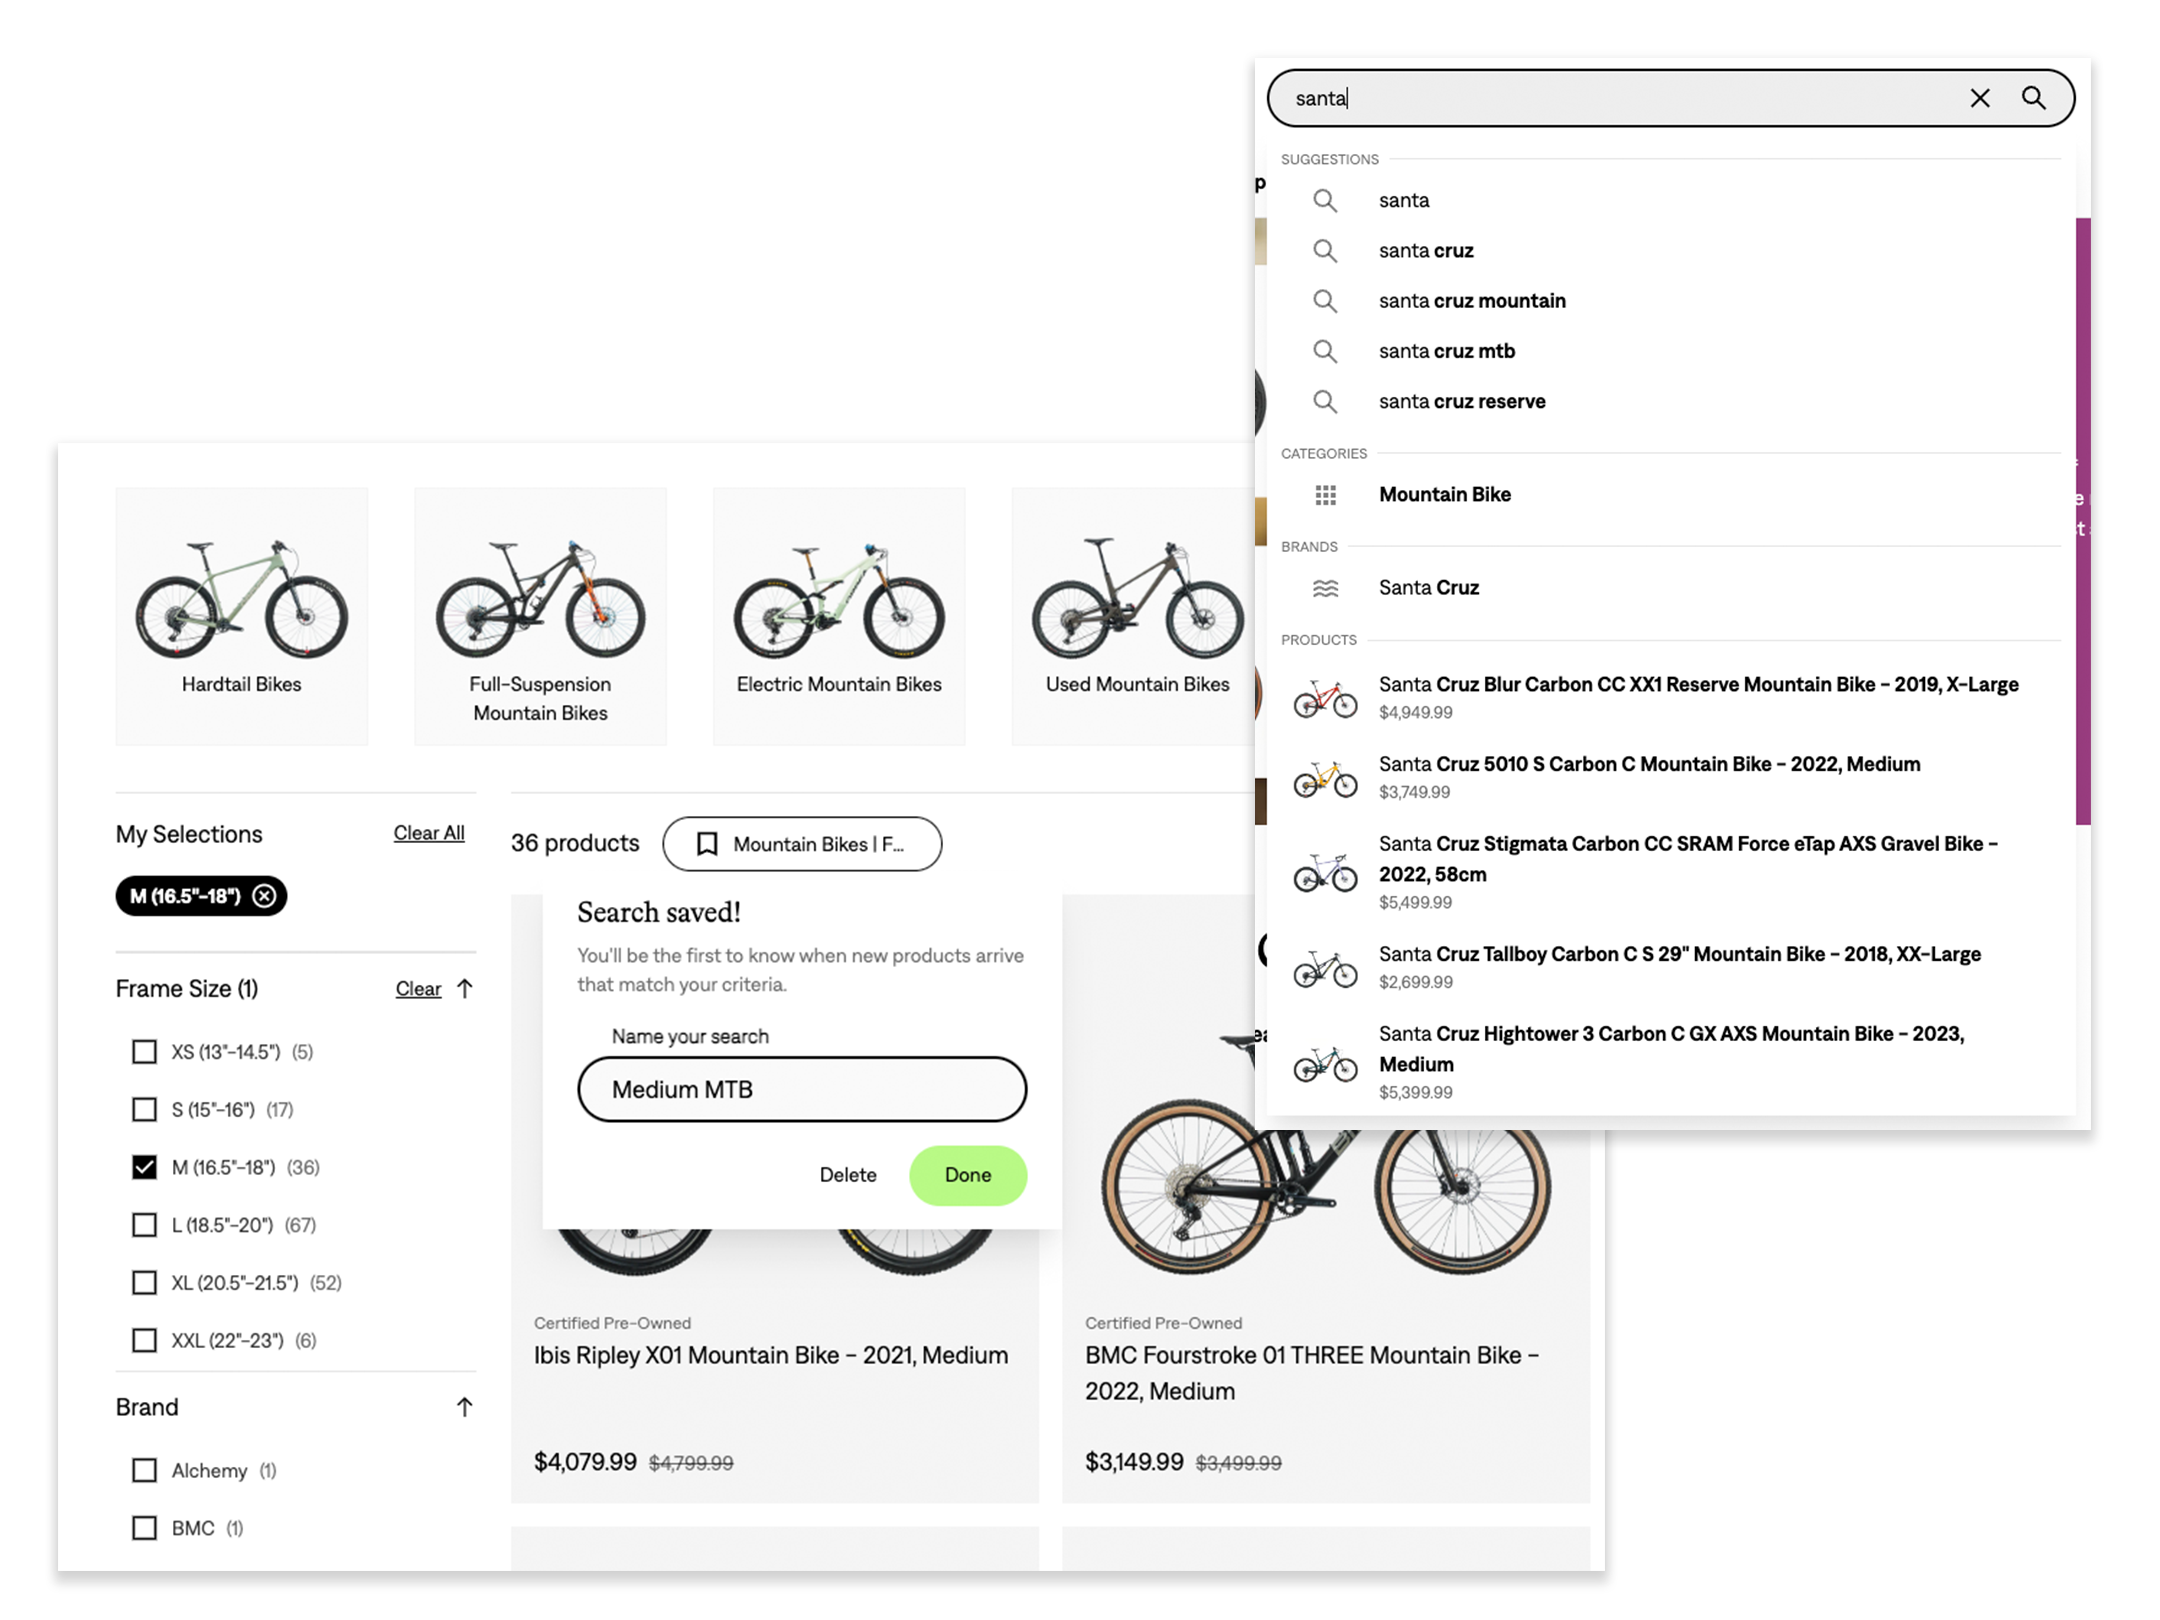 santa
SUGGESTIONS
santa
santa cruz
santa cruz mountain
santa cruz mtb
santa cruz reserve
CATEGORIES
Mountain Bike
BRANDS
Santa Cruz
PRODUCTS
Santa Cruz Blur Carbon CC XX1 Reserve Mountain Bike – 2019, X-Large
$4,949.99
Santa Cruz 5010 S Carbon C Mountain Bike – 2022, Medium
$3,749.99
Santa Cruz Stigmata Carbon CC SRAM Force eTap AXS Gravel Bike –
2022, 58cm
$5,499.99
Santa Cruz Tallboy Carbon C S 29" Mountain Bike – 2018, XX-Large
$2,699.99
Santa Cruz Hightower 3 Carbon C GX AXS Mountain Bike – 2023,
Medium
$5,399.99
Hardtail Bikes
Full-Suspension
Mountain Bikes
Electric Mountain Bikes
Used Mountain Bikes
My Selections
Clear All
M (16.5"-18")
Frame Size (1)
Clear
XS (13"-14.5") (5)
S (15"-16") (17)
M (16.5"-18") (36)
L (18.5"-20") (67)
XL (20.5"-21.5") (52)
XXL (22"-23") (6)
Brand
Alchemy (1)
BMC (1)
36 products
Mountain Bikes | F...
Search saved!
You'll be the first to know when new products arrive
that match your criteria.
Name your search
Medium MTB
Delete
Done
Certified Pre-Owned
Ibis Ripley X01 Mountain Bike – 2021, Medium
$4,079.99 $4,799.99
Certified Pre-Owned
BMC Fourstroke 01 THREE Mountain Bike –
2022, Medium
$3,149.99 $3,499.99